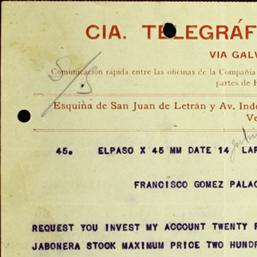 CIA. TELEGRÁF
VIA GALV
Comunicación rápida entre las oficinas de la Compañía
partes de
Esquina de San Juan de Letrán y Av. Inde
Ve
45. ELPASO X 45 MM DATE 14 LAR
FRANCISCO GOMEZ PALAC
REQUEST YOU INVEST MY ACCOUNT TWENTY F
JABONERA STOCK MAXIMUM PRICE TWO HUNDR